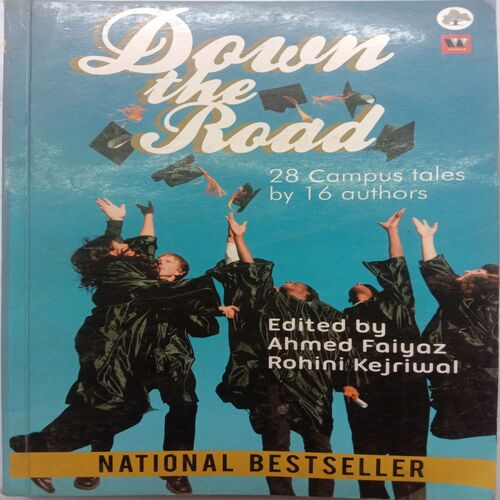 Down
the
Road
28 Campus tales
by 16 authors
Edited by
Ahmed Faiyaz
Rohini Kejriwal
NATIONAL BESTSELLER
W